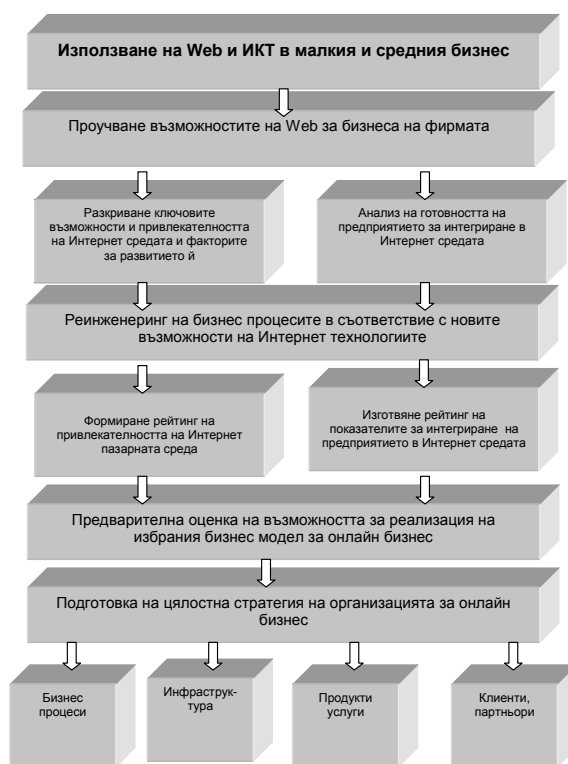 Използване на Web и ИКТ в малкия и средния бизнес
Проучване възможностите на Web за бизнеса на фирмата
Разкриване ключовите
възможности и привлекателността
на Интернет средата и факторите
за развитието й
Анализ на готовността на
предприятието за интегриране в
Интернет средата
Реинженеринг на бизнес процесите в съответствие с новите
възможности на Интернет технологиите
Формиране рейтинг на
привлекателността на Интернет
пазарната среда
Изготвяне рейтинг на
показателите за интегриране на
предприятието в Интернет средата
Предварителна оценка на възможността за реализация на
избрания бизнес модел за онлайн бизнес
Подготовка на цялостна стратегия на организацията за онлайн
бизнес
Бизнес
процеси
Инфраструк-
тура
Продукти
услуги
Клиенти,
партньори